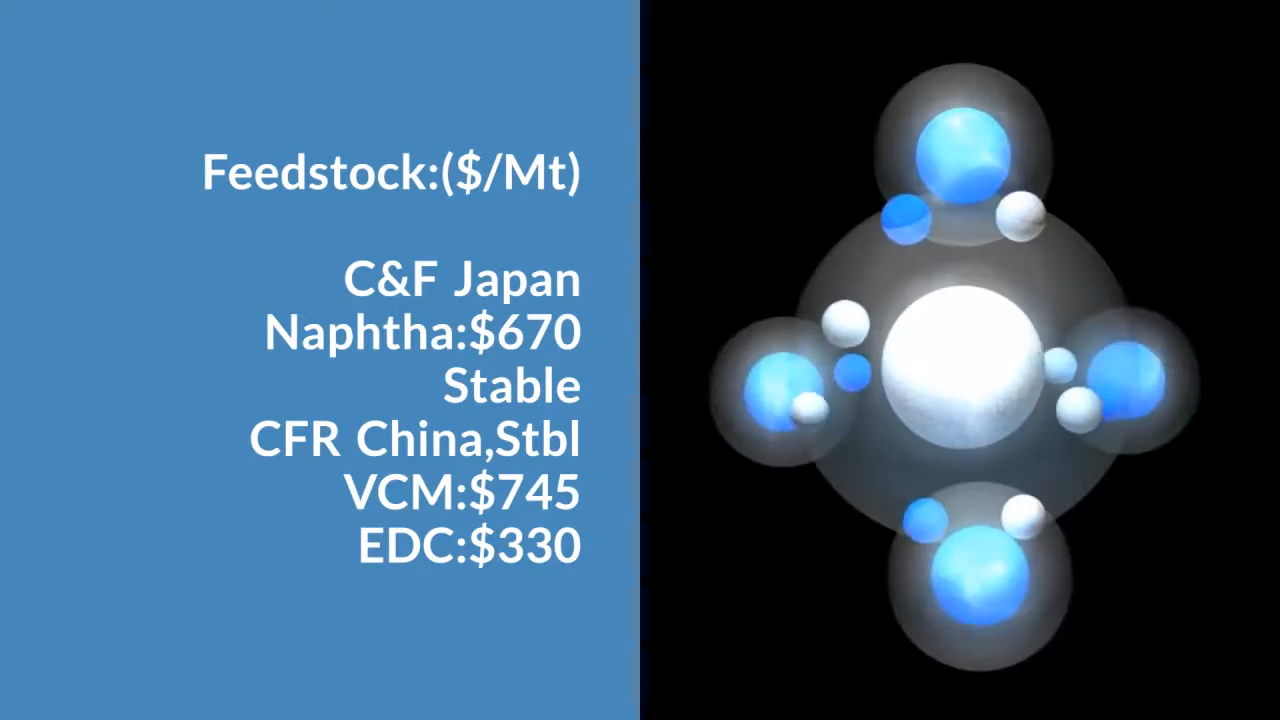 Feedstock:($/Mt)
C&F Japan
Naphtha:$670
Stable
CFR China,Stbl
VCM:$745
EDC:$330